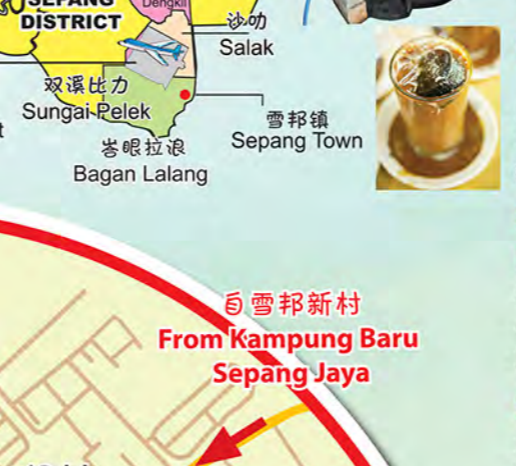 SEPANG
DISTRICT
Dengkil
沙叻
Salak
双溪比力
Sungai Pelek
雪邦镇
Sepang Town
峇眼拉浪
Bagan Lalang
自雪邦新村
From Kampung Baru
Sepang Jaya